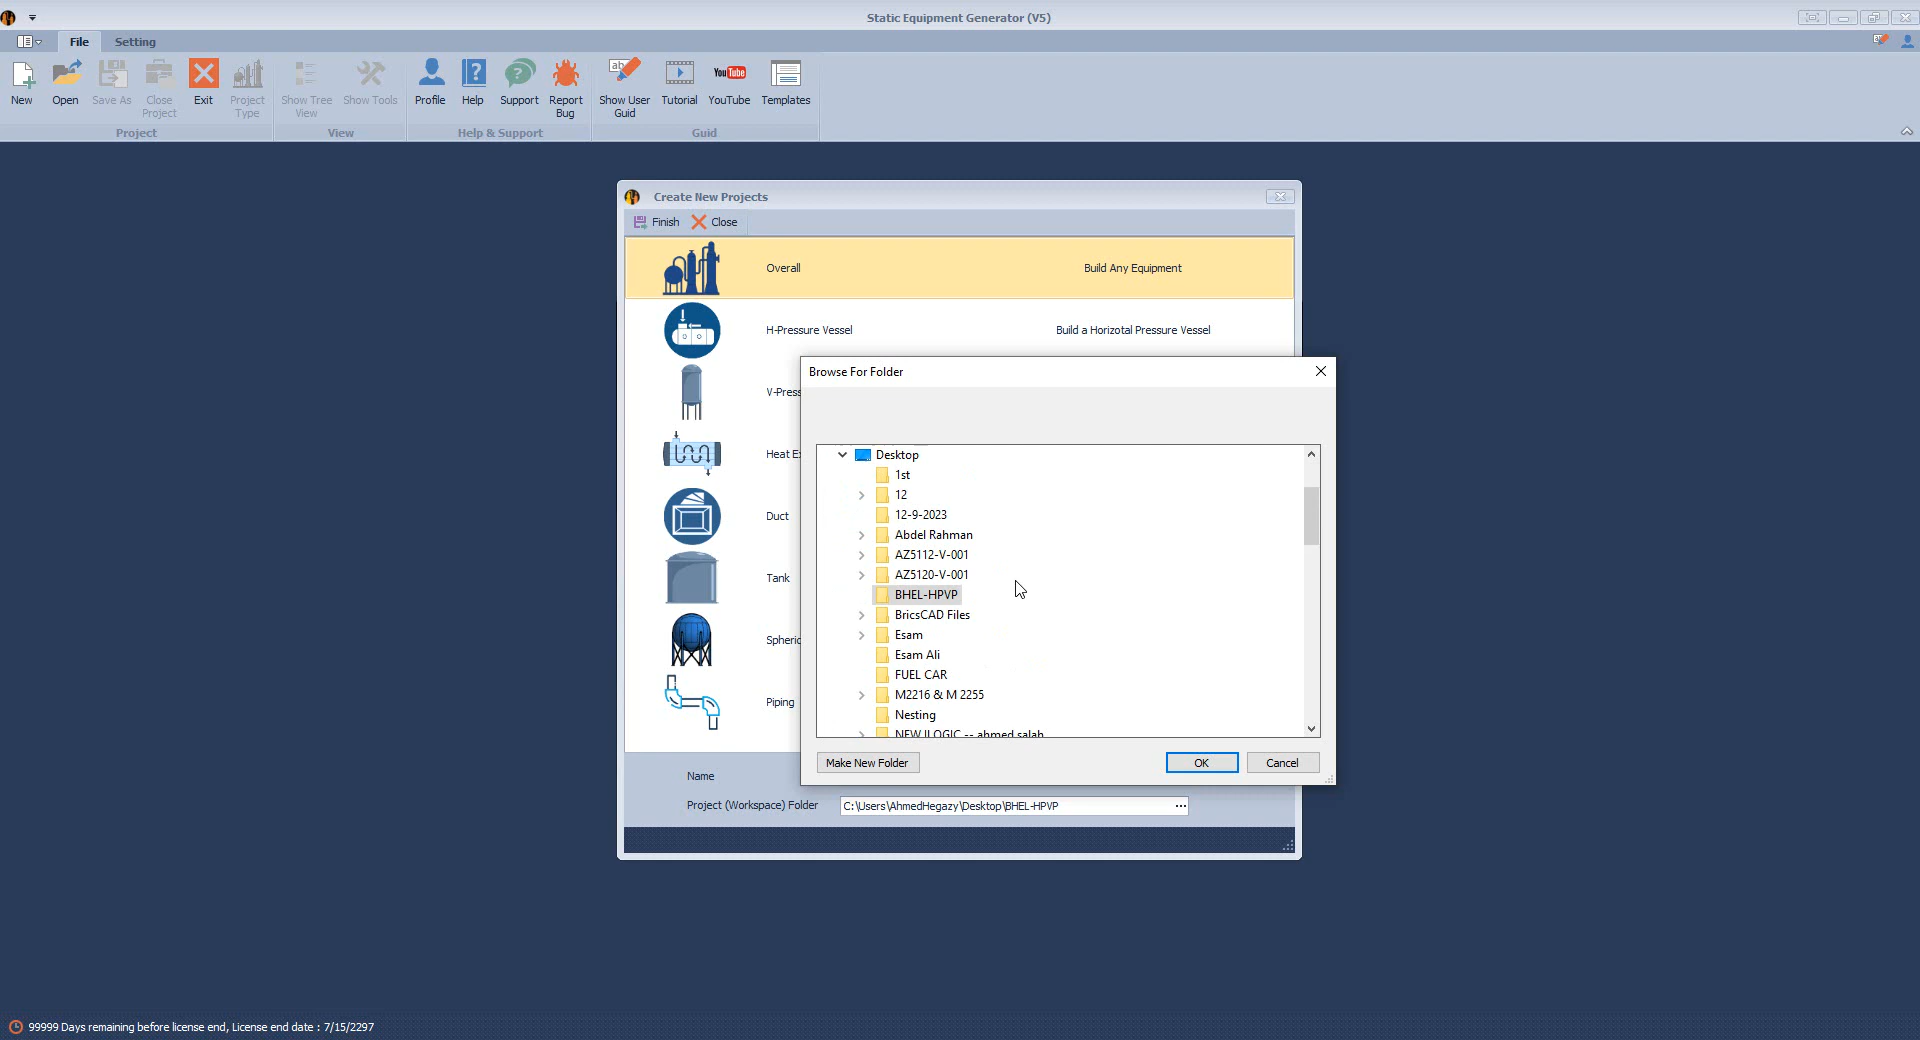 Static Equipment Generator (V5)
File Setting
New Open Save As Close Project Exit Project Type Show Tree View Show Tools Profile Help Support Report Bug Show User Guid Tutorial YouTube Templates
Project View Help & Support Guid
Create New Projects
Finish Close
Overall Build Any Equipment
H-Pressure Vessel Build a Horizotal Pressure Vessel
V-Press
Heat Ex
Duct
Tank
Spheric
Piping
Browse For Folder
Desktop
1st
12
12-9-2023
Abdel Rahman
AZ5112-V-001
AZ5120-V-001
BHEL-HPVP
BricsCAD Files
Esam
Esam Ali
FUEL CAR
M2216 & M 2255
Nesting
NEW ILOGIC -- ahmed salah
Make New Folder OK Cancel
Name
Project (Workspace) Folder C:\Users\AhmedHegazy\Desktop\BHEL-HPVP ...
99999 Days remaining before license end, License end date : 7/15/2297